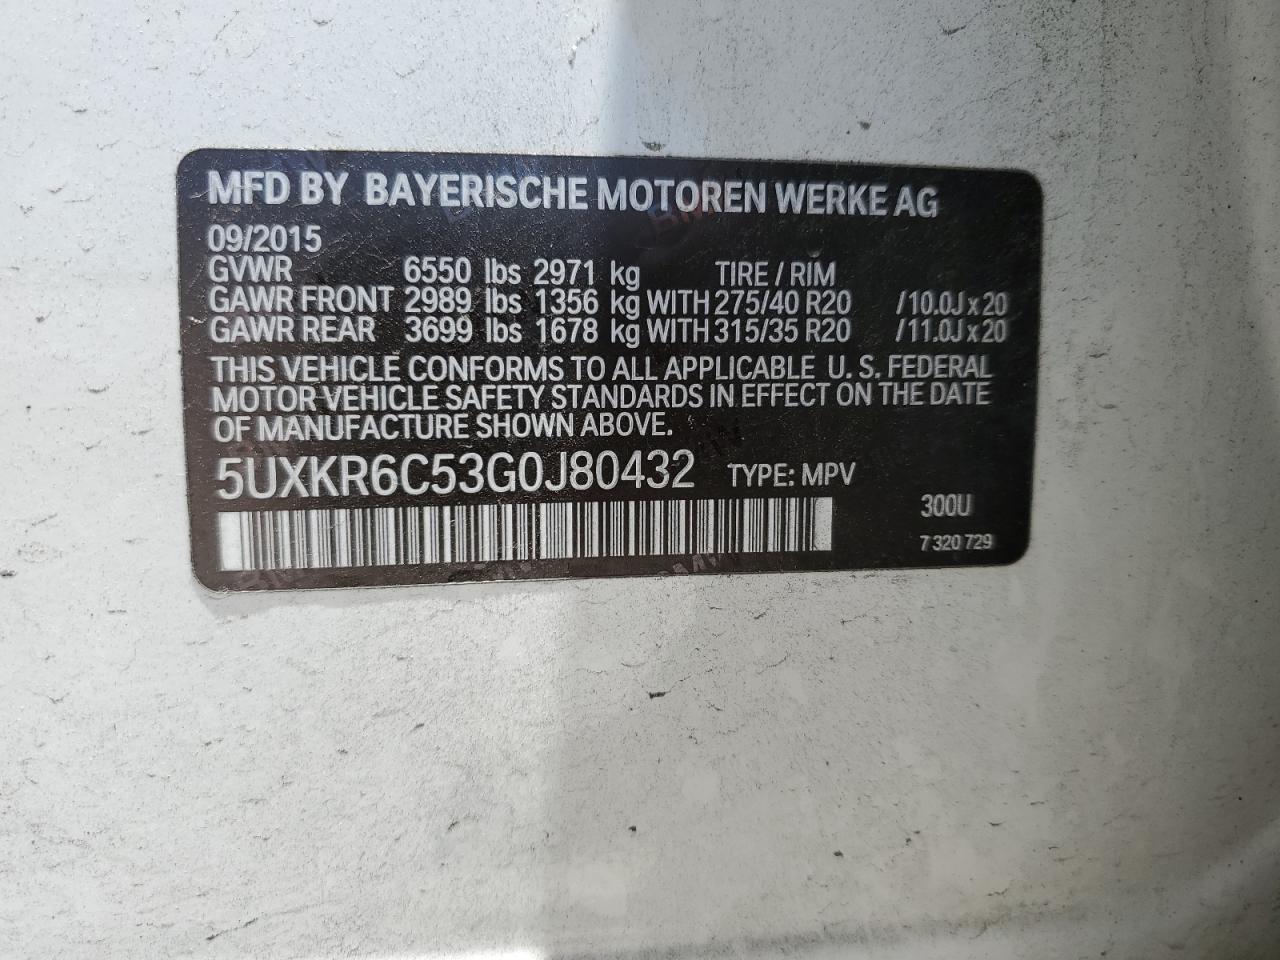 MFD BY BAYERISCHE MOTOREN WERKE AG
09/2015
GVWR 6550 lbs 2971 kg TIRE / RIM
GAWR FRONT 2989 lbs 1356 kg WITH 275/40 R20 /10.0J x 20
GAWR REAR 3699 lbs 1678 kg WITH 315/35 R20 /11.0J x 20
THIS VEHICLE CONFORMS TO ALL APPLICABLE U.S. FEDERAL
MOTOR VEHICLE SAFETY STANDARDS IN EFFECT ON THE DATE
OF MANUFACTURE SHOWN ABOVE.
5UXKR6C53G0J80432 TYPE: MPV
300U
7 320 729